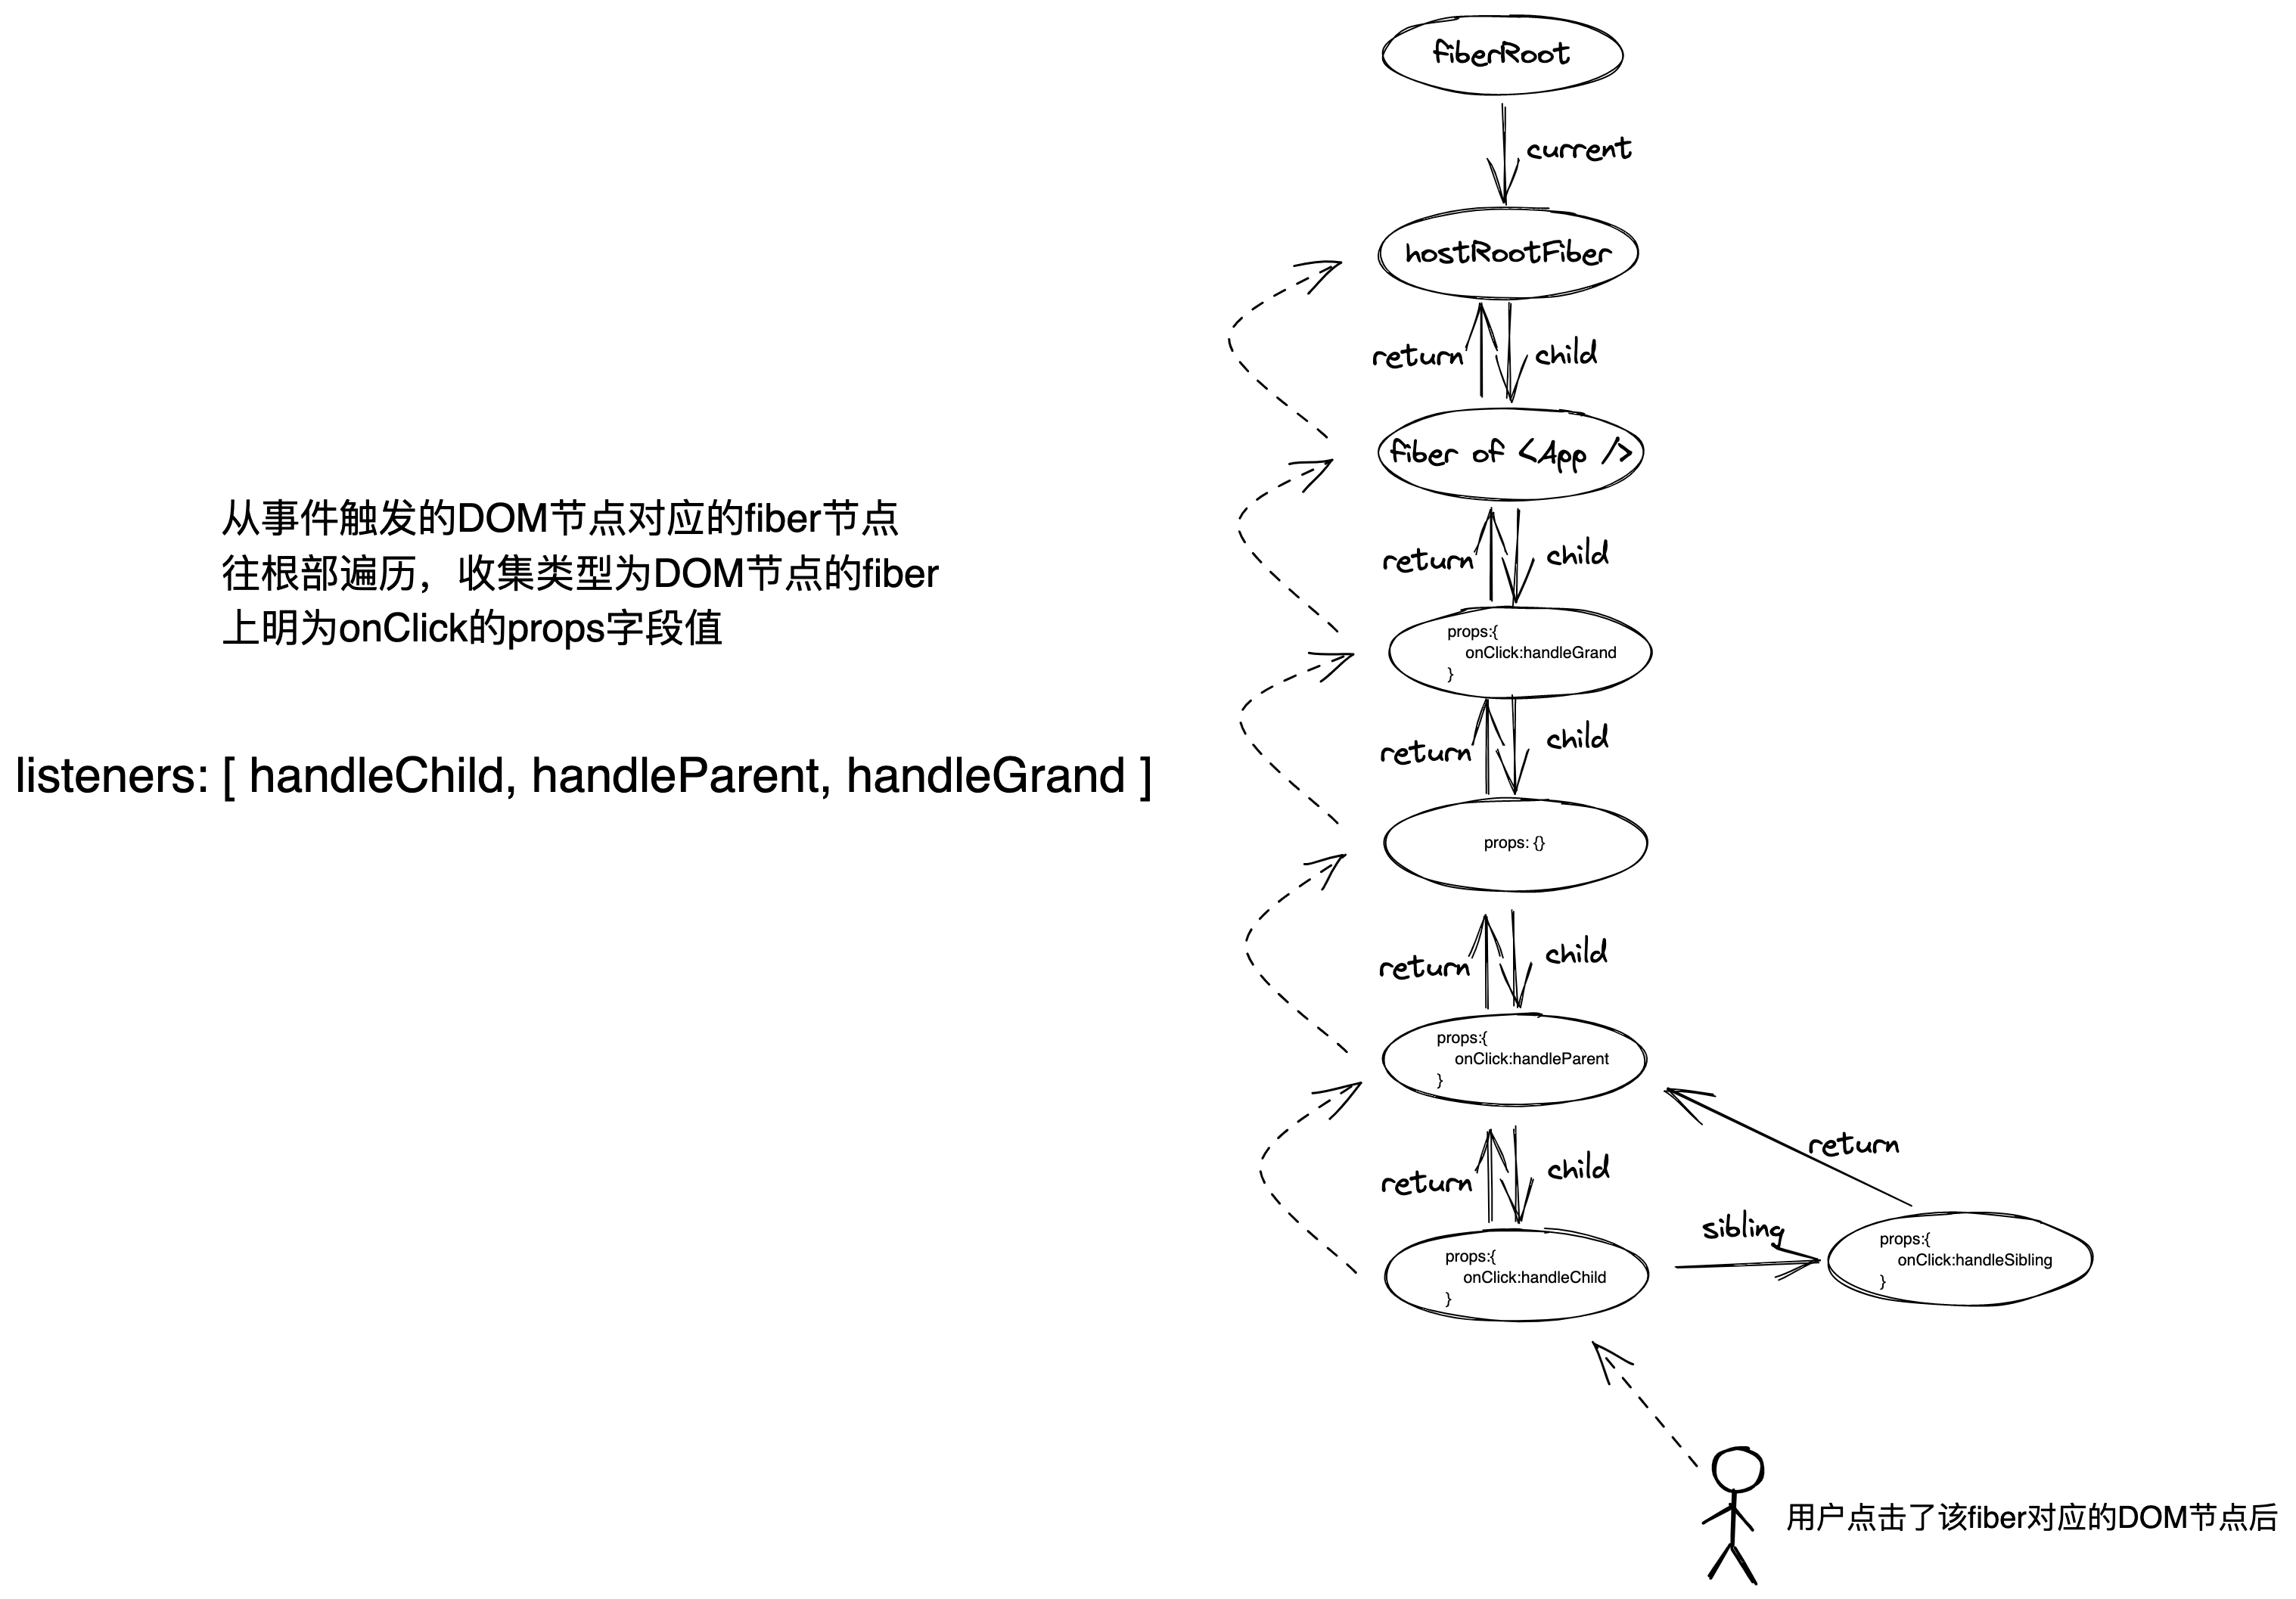 fiberRoot
current
hostRootFiber
return
child
fiber of <App />
从事件触发的DOM节点对应的fiber节点
往根部遍历，收集类型为DOM节点的fiber
上明为onClick的props字段值
return
child
props:{
onClick:handleGrand
}
listeners: [ handleChild, handleParent, handleGrand ]
return
child
props: {}
return
child
props:{
onClick:handleParent
}
return
child
return
sibling
props:{
onClick:handleChild
}
props:{
onClick:handleSibling
}
用户点击了该fiber对应的DOM节点后